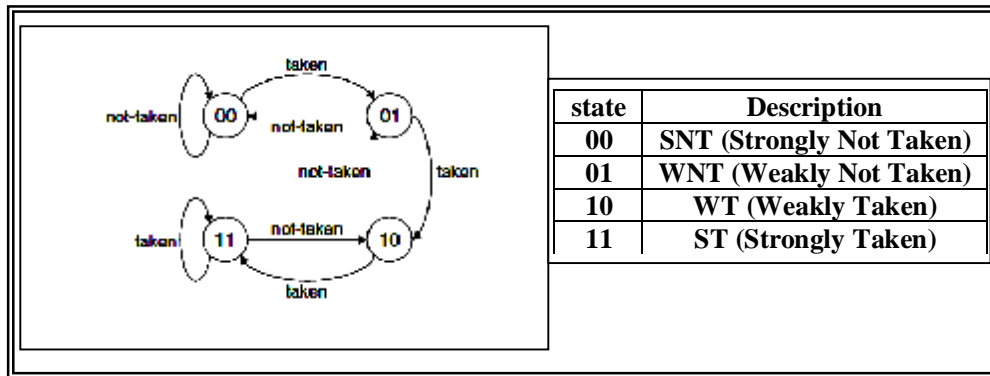 taken
not-taken
00
not-taken
01
not-taken
taken
taken
11
not-taken
10
taken
state Description
00 SNT (Strongly Not Taken)
01 WNT (Weakly Not Taken)
10 WT (Weakly Taken)
11 ST (Strongly Taken)